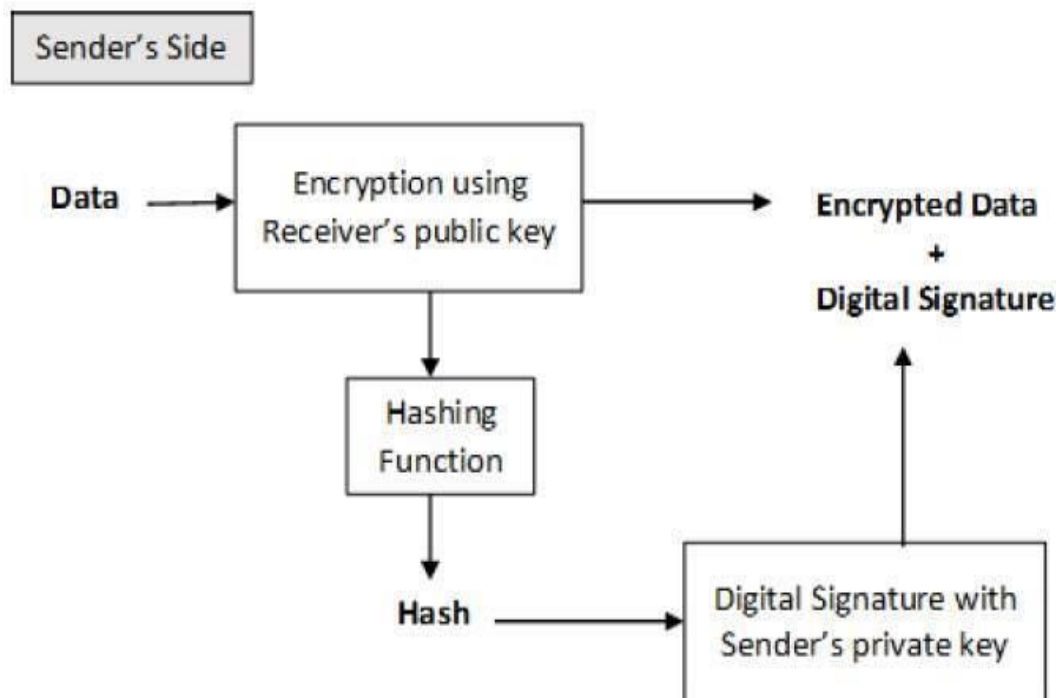 Sender’s Side
Data
Encryption using
Receiver’s public key
Encrypted Data
+
Digital Signature
Hashing
Function
Hash
Digital Signature with
Sender’s private key